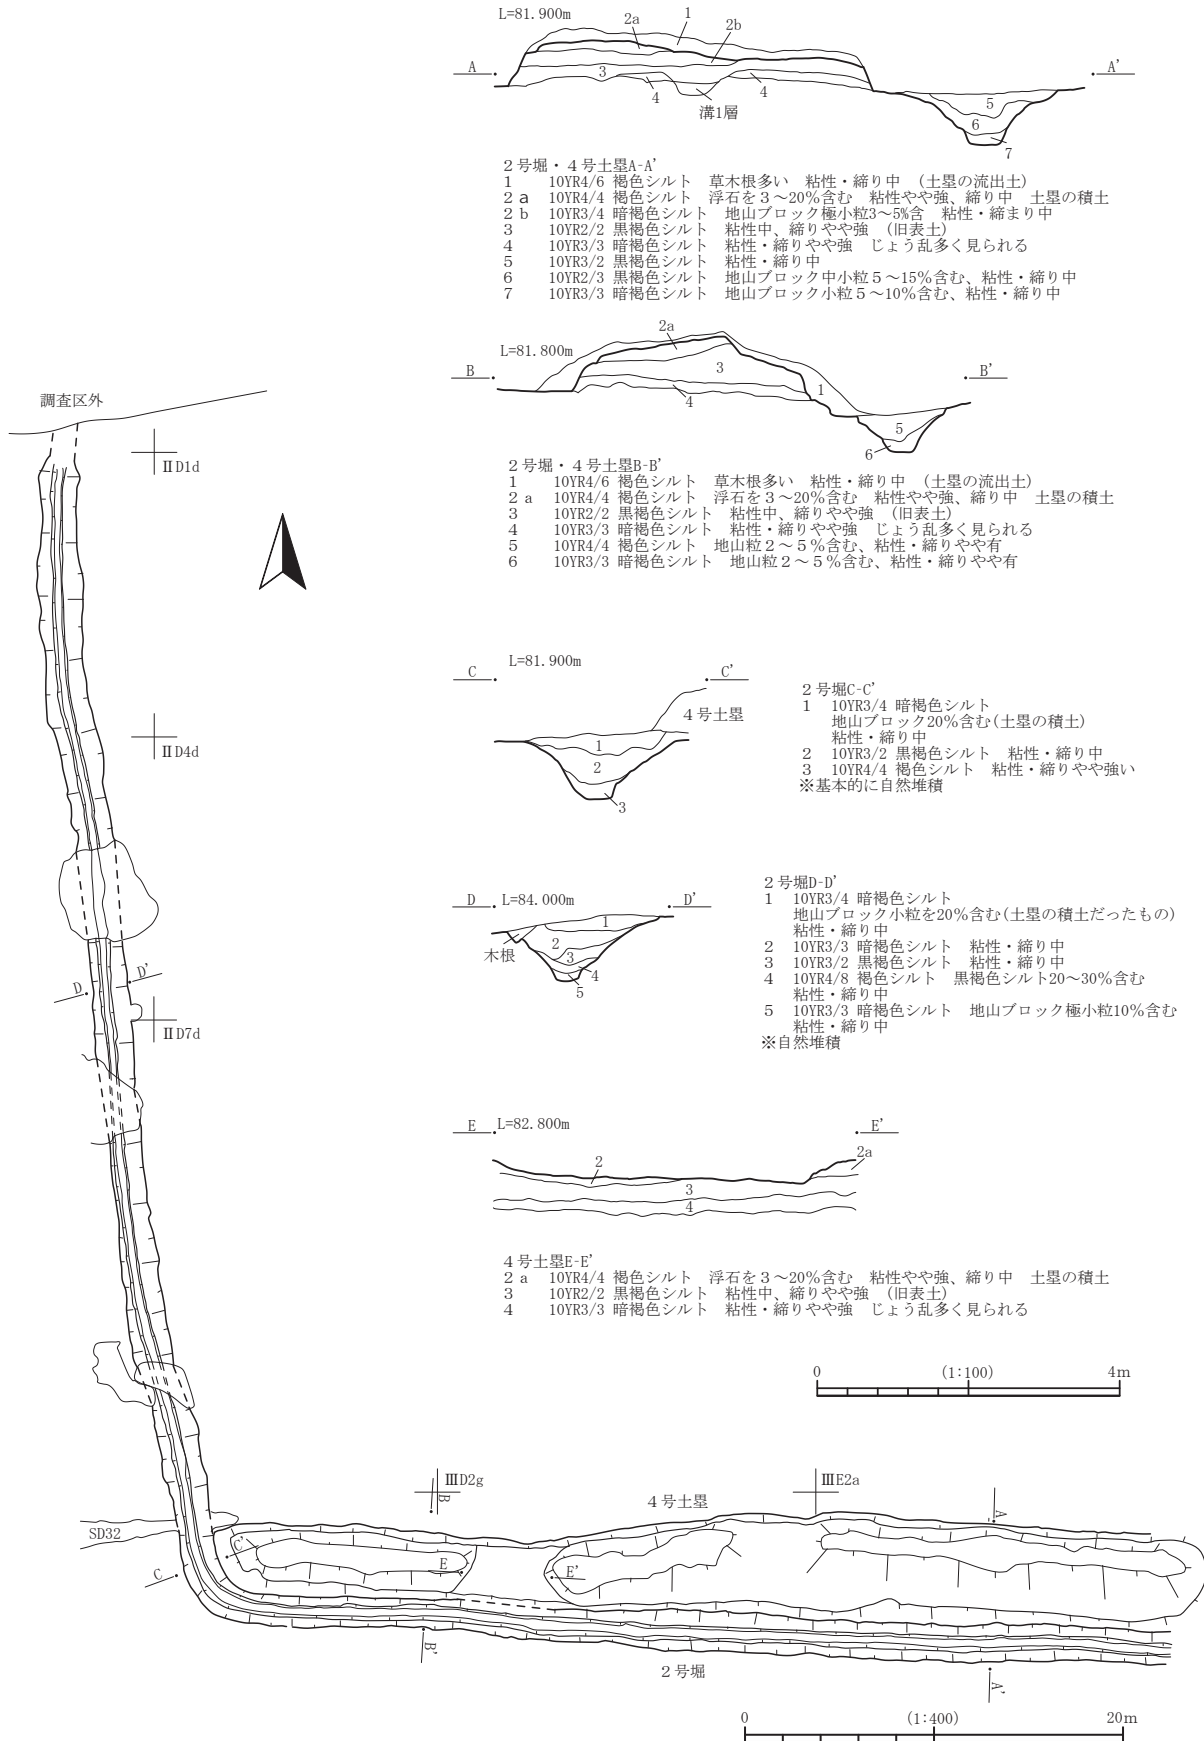 L=81.900m
2a
1
2b
A
A'
3
4
4
溝1層
5
6
7
2号堀・4号土塁A-A'
1 10YR4/6 褐色シルト 草木根多い 粘性・締り中 (土塁の流出土)
2a 10YR4/4 褐色シルト 浮石を3～20%含む 粘性やや強、締り中 土塁の積土
2b 10YR3/4 暗褐色シルト 地山ブロック極小粒3～5%含 粘性・締まり中
3 10YR2/2 黒褐色シルト 粘性中、締りやや強 (旧表土)
4 10YR3/3 暗褐色シルト 粘性・締りやや強 じょう乱多く見られる
5 10YR3/2 黒褐色シルト 粘性・締り中
6 10YR2/3 黒褐色シルト 地山ブロック中小粒5～15%含む、粘性・締り中
7 10YR3/3 暗褐色シルト 地山ブロック小粒5～10%含む、粘性・締り中
2a
L=81.800m
B
B'
3
1
4
5
6
2号堀・4号土塁B-B'
1 10YR4/6 褐色シルト 草木根多い 粘性・締り中 (土塁の流出土)
2a 10YR4/4 褐色シルト 浮石を3～20%含む 粘性やや強、締り中 土塁の積土
3 10YR2/2 黒褐色シルト 粘性中、締りやや強 (旧表土)
4 10YR3/3 暗褐色シルト 粘性・締りやや強 じょう乱多く見られる
5 10YR4/4 褐色シルト 地山粒2～5%含む、粘性・締りやや有
6 10YR3/3 暗褐色シルト 地山粒2～5%含む、粘性・締りやや有
調査区外
ⅡD1d
ⅡD4d
L=81.900m
C
C'
4号土塁
1
2
3
2号堀C-C'
1 10YR3/4 暗褐色シルト
地山ブロック20%含む(土塁の積土)
粘性・締り中
2 10YR3/2 黒褐色シルト 粘性・締り中
3 10YR4/4 褐色シルト 粘性・締りやや強い
※基本的に自然堆積
D
L=84.000m
D'
1
2
木根
3
4
5
2号堀D-D'
1 10YR3/4 暗褐色シルト
地山ブロック小粒を20%含む(土塁の積土だったもの)
粘性・締り中
2 10YR3/3 暗褐色シルト 粘性・締り中
3 10YR3/2 黒褐色シルト 粘性・締り中
4 10YR4/8 褐色シルト 黒褐色シルト20～30%含む
粘性・締り中
5 10YR3/3 暗褐色シルト 地山ブロック極小粒10%含む
粘性・締り中
※自然堆積
D
D'
ⅡD7d
E
L=82.800m
E'
2
2a
3
4
4号土塁E-E'
2a 10YR4/4 褐色シルト 浮石を3～20%含む 粘性やや強、締り中 土塁の積土
3 10YR2/2 黒褐色シルト 粘性中、締りやや強 (旧表土)
4 10YR3/3 暗褐色シルト 粘性・締りやや強 じょう乱多く見られる
0 (1:100) 4m
ⅢD2g
B
4号土塁
ⅢE2a
A
SD32
C'
C
E
E'
B'
2号堀
A'
0 (1:400) 20m